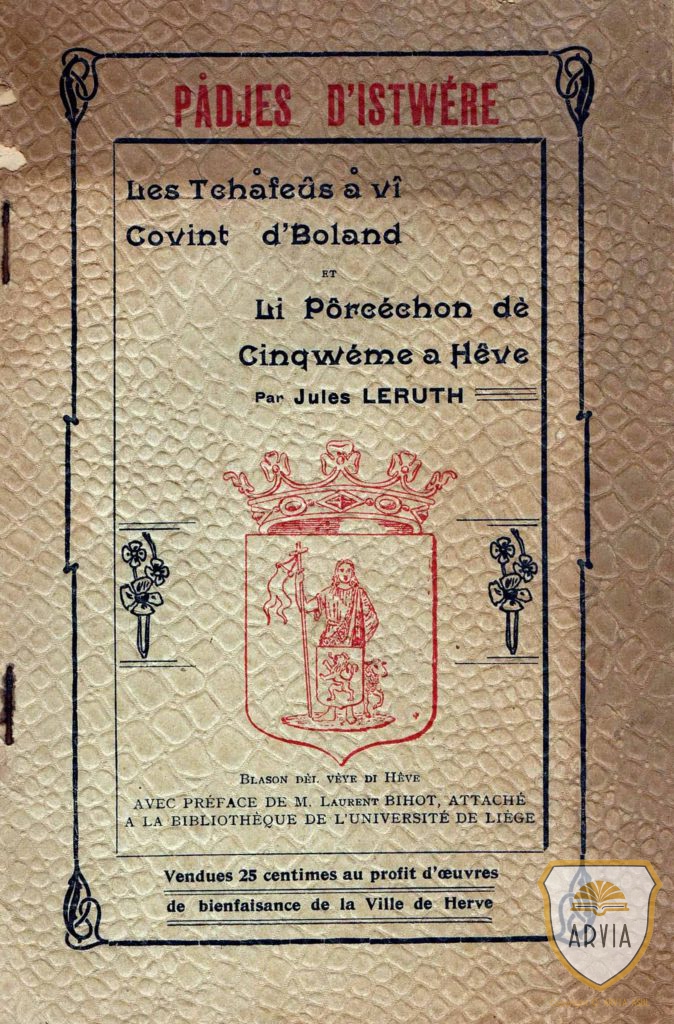 PÅDJES D'ISTWÉRE
Les Tchåfeûs å vî
Covint d'Boland
ET
Li Pôrcéchon dè
Cinqwéme a Hêve
Par Jules LERUTH
BLASON DÈL VÈYE DI HÊVE
AVEC PRÉFACE DE M. LAURENT BIHOT, ATTACHÉ
A LA BIBLIOTHÈQUE DE L'UNIVERSITÉ DE LIÈGE
Vendues 25 centimes au profit d'œuvres
de bienfaisance de la Ville de Herve
ARVIA